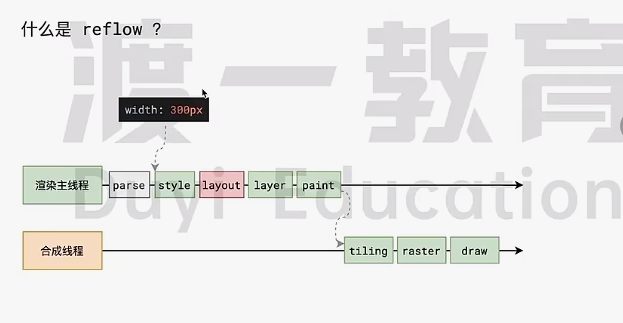 什么是 reflow ?
渡一教育
width: 300px
渲染主线程 parse style layout layer paint
Duyi Education
合成线程 tiling raster draw